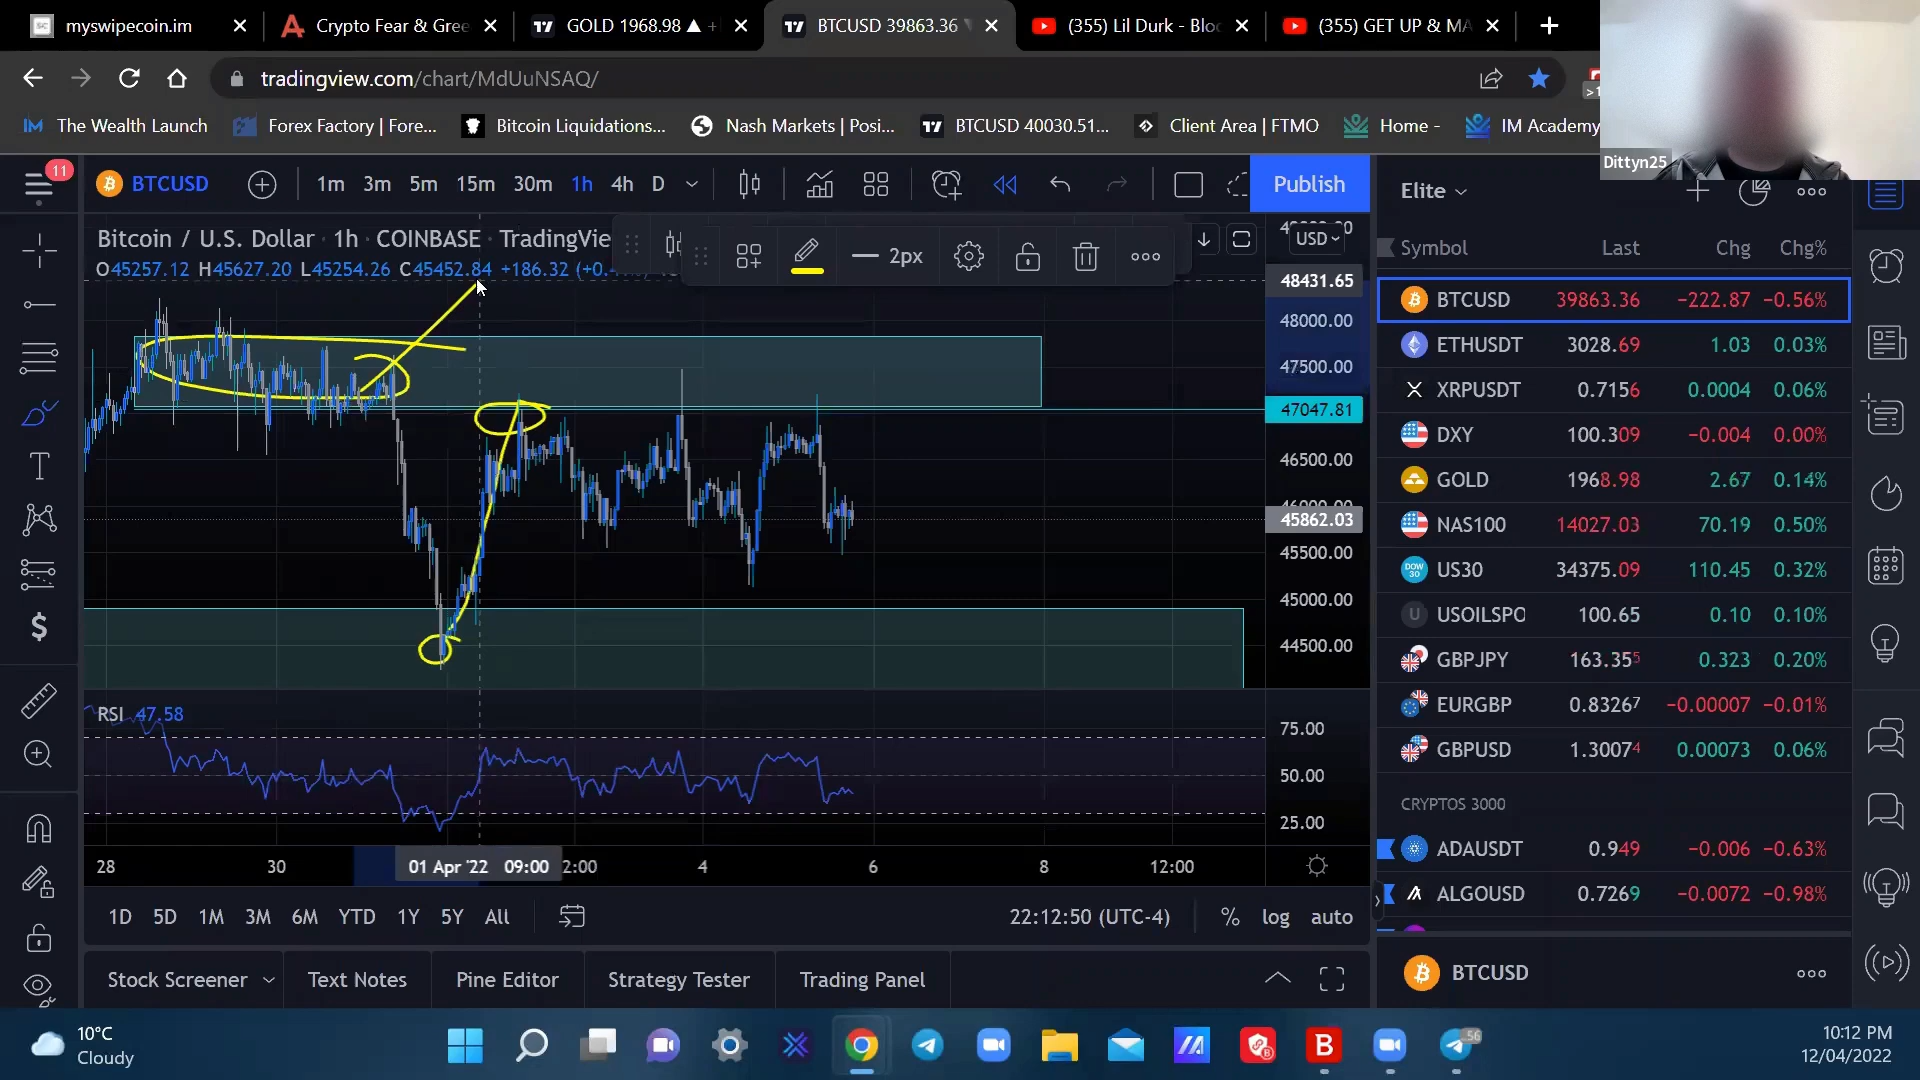 myswipecoin.im
Crypto Fear & Gree
GOLD 1968.98 ▲ +
BTCUSD 39863.36
(355) Lil Durk - Blo
(355) GET UP & MA
tradingview.com/chart/MdUuNSAQ/
The Wealth Launch
Forex Factory | Fore...
Bitcoin Liquidations...
Nash Markets | Posi...
BTCUSD 40030.51...
Client Area | FTMO
Home -
IM Academy
Dittyn25
11
BTCUSD
1m 3m 5m 15m 30m 1h 4h D
Publish
Elite
Bitcoin / U.S. Dollar · 1h · COINBASE · TradingVie
O45257.12 H45627.20 L45254.26 C45452.84 +186.32
2px
USD
48431.65
48000.00
47500.00
47047.81
46500.00
45862.03
45500.00
45000.00
44500.00
RSI 47.58
75.00
50.00
25.00
28 30 01 Apr '22 09:00 2:00 4 6 8 12:00
1D 5D 1M 3M 6M YTD 1Y 5Y All
22:12:50 (UTC-4) % log auto
Stock Screener Text Notes Pine Editor Strategy Tester Trading Panel
Symbol Last Chg Chg%
BTCUSD 39863.36 −222.87 −0.56%
ETHUSDT 3028.69 1.03 0.03%
XRPUSDT 0.7156 0.0004 0.06%
DXY 100.309 −0.004 0.00%
GOLD 1968.98 2.67 0.14%
NAS100 14027.03 70.19 0.50%
US30 34375.09 110.45 0.32%
USOILSPO 100.65 0.10 0.10%
GBPJPY 163.355 0.323 0.20%
EURGBP 0.83267 −0.00007 −0.01%
GBPUSD 1.30074 0.00073 0.06%
CRYPTOS 3000
ADAUSDT 0.949 −0.006 −0.63%
ALGOUSD 0.7269 −0.0072 −0.98%
BTCUSD
10°C
Cloudy
56
10:12 PM
12/04/2022